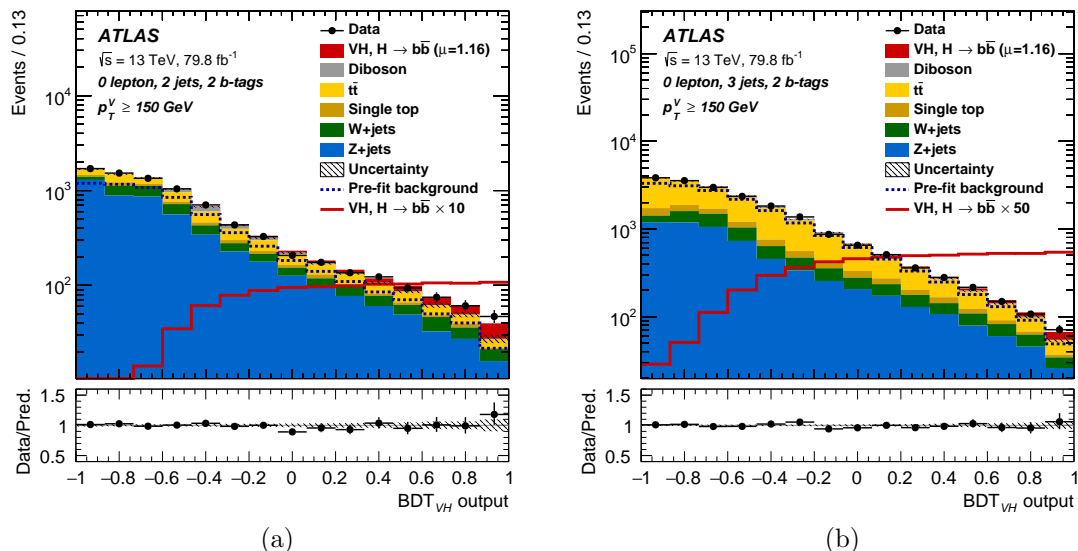 Events / 0.13
10⁴
10³
10²
10
ATLAS
√s = 13 TeV, 79.8 fb⁻¹
0 lepton, 2 jets, 2 b-tags
p_T^V ≥ 150 GeV
Data
VH, H → bb̄ (μ=1.16)
Diboson
tt̄
Single top
W+jets
Z+jets
Uncertainty
Pre-fit background
VH, H → bb̄ × 10
Data/Pred.
1.5
1
0.5
−1 −0.8 −0.6 −0.4 −0.2 0 0.2 0.4 0.6 0.8 1
BDT_VH output
(a)
Events / 0.13
10⁵
10⁴
10³
10²
ATLAS
√s = 13 TeV, 79.8 fb⁻¹
0 lepton, 3 jets, 2 b-tags
p_T^V ≥ 150 GeV
Data
VH, H → bb̄ (μ=1.16)
Diboson
tt̄
Single top
W+jets
Z+jets
Uncertainty
Pre-fit background
VH, H → bb̄ × 50
Data/Pred.
1.5
1
0.5
−1 −0.8 −0.6 −0.4 −0.2 0 0.2 0.4 0.6 0.8 1
BDT_VH output
(b)